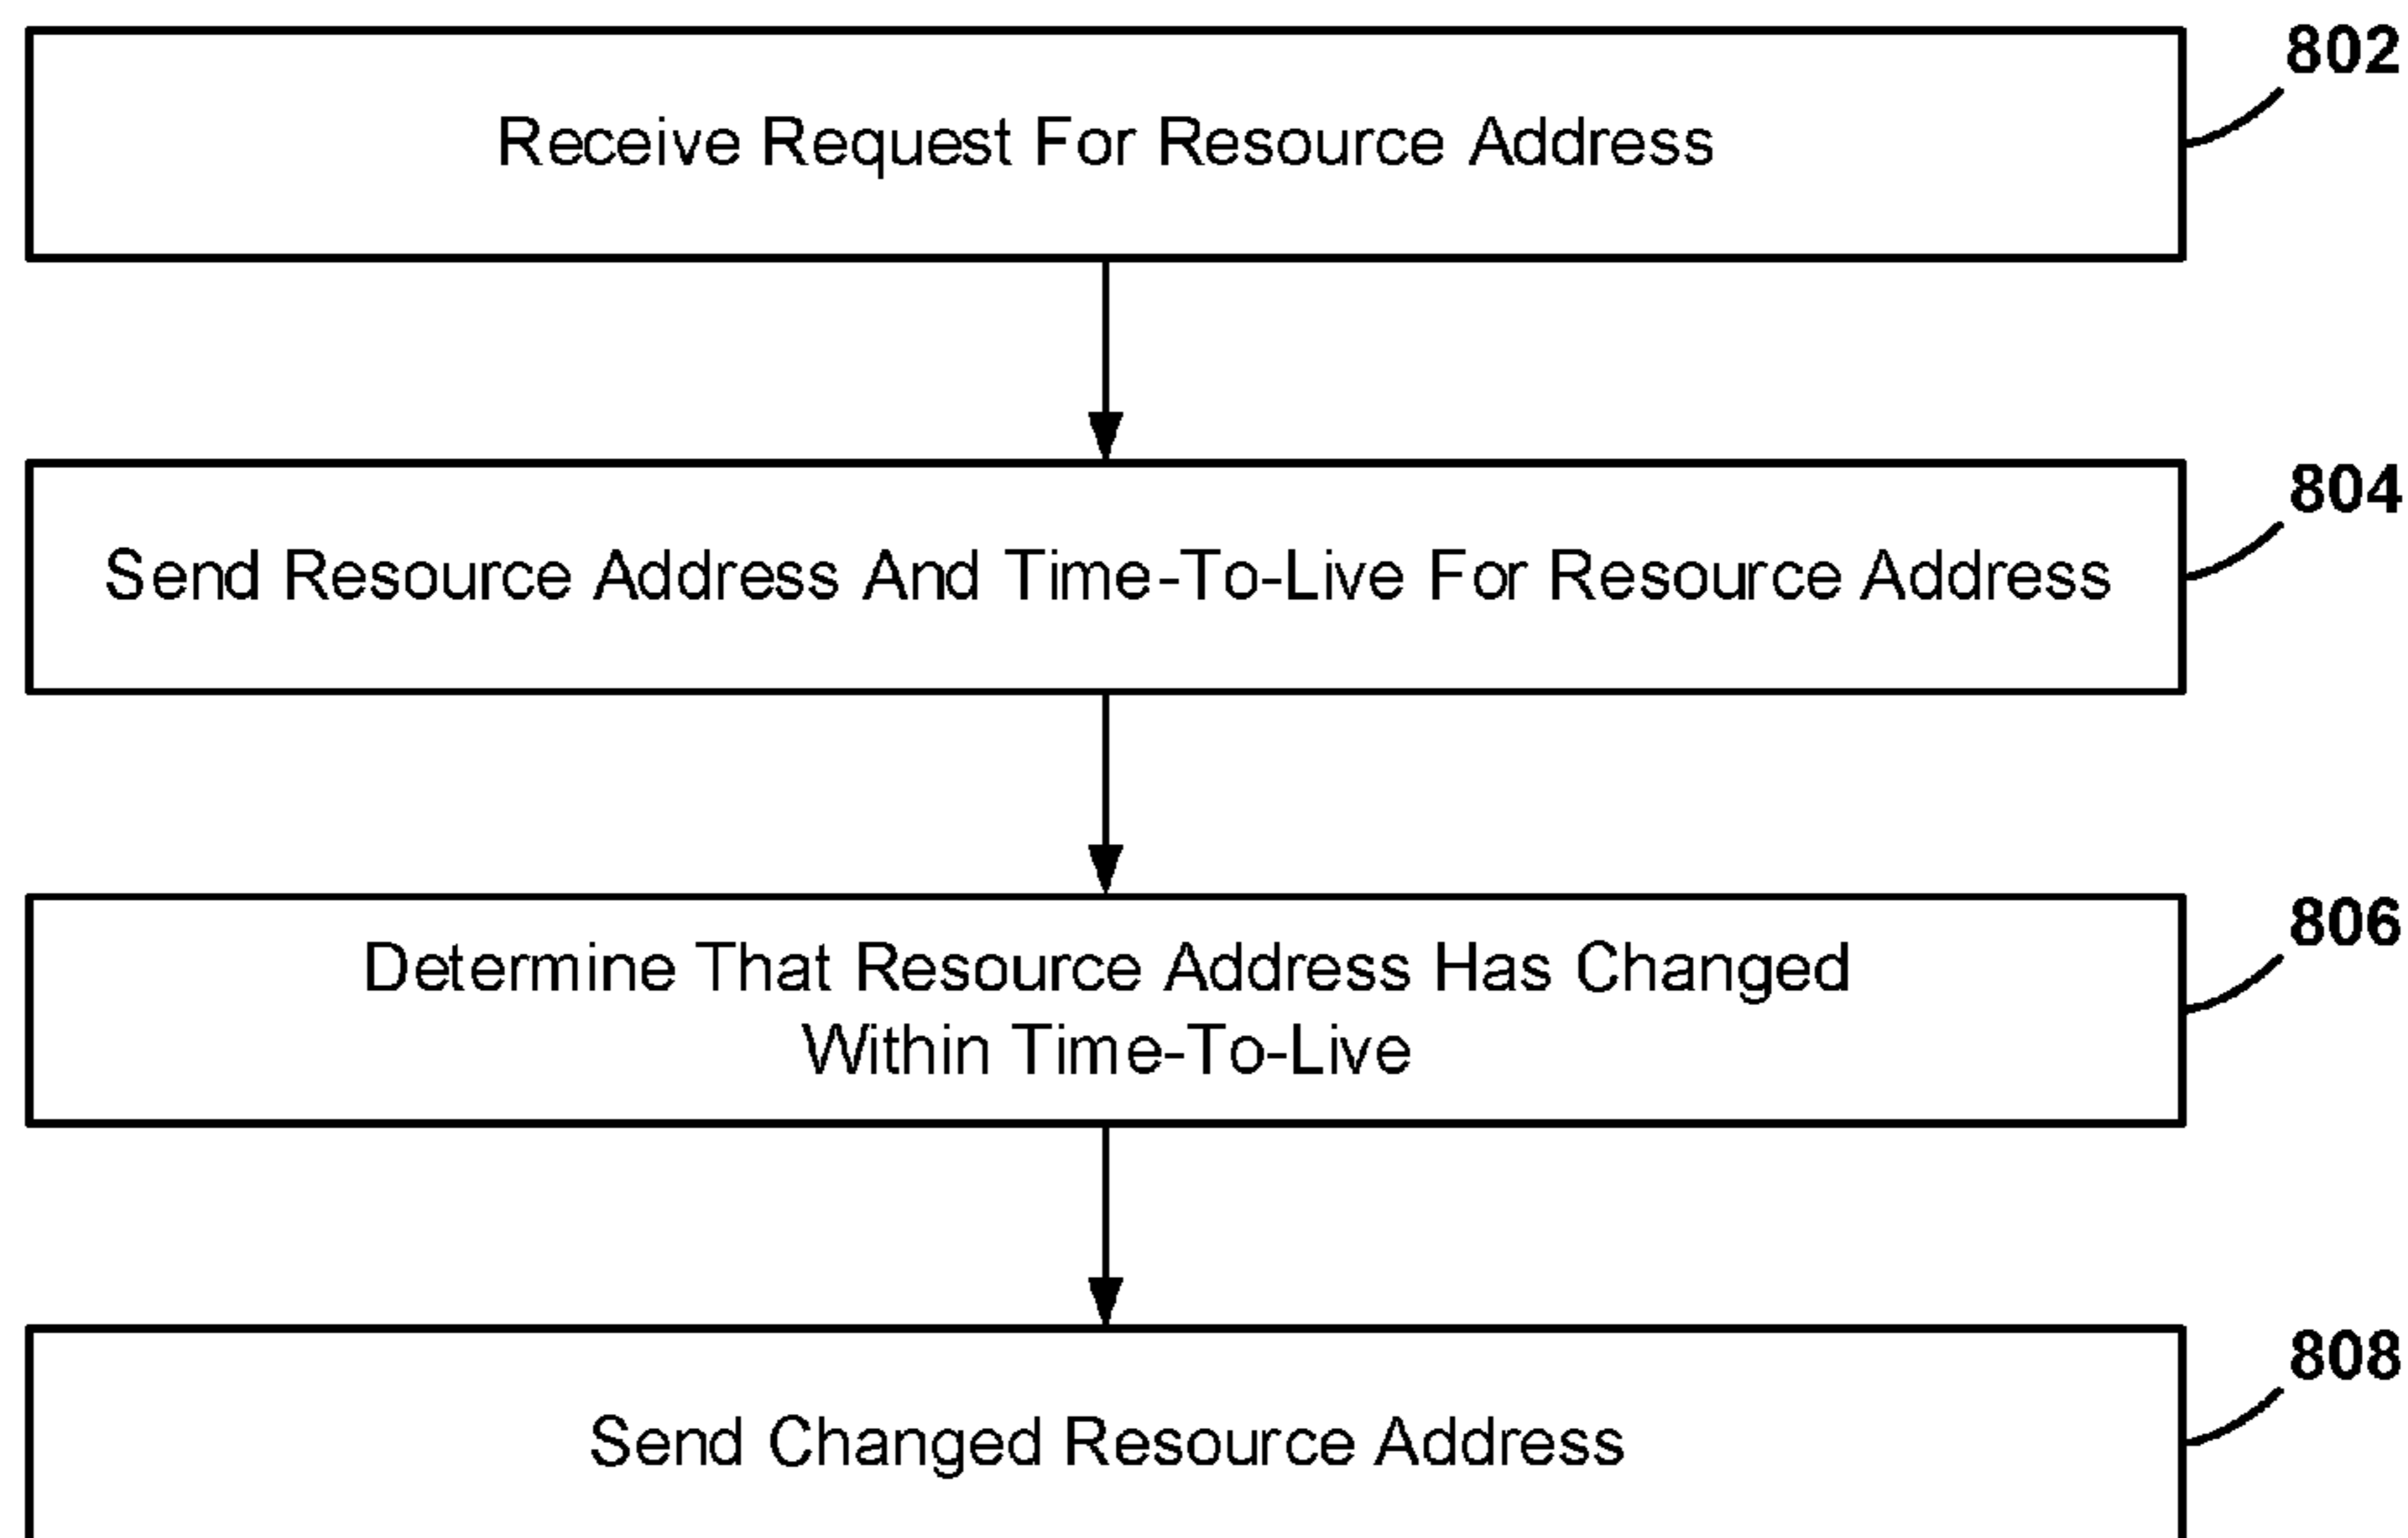 802
Receive Request For Resource Address
804
Send Resource Address And Time-To-Live For Resource Address
806
Determine That Resource Address Has Changed
Within Time-To-Live
808
Send Changed Resource Address